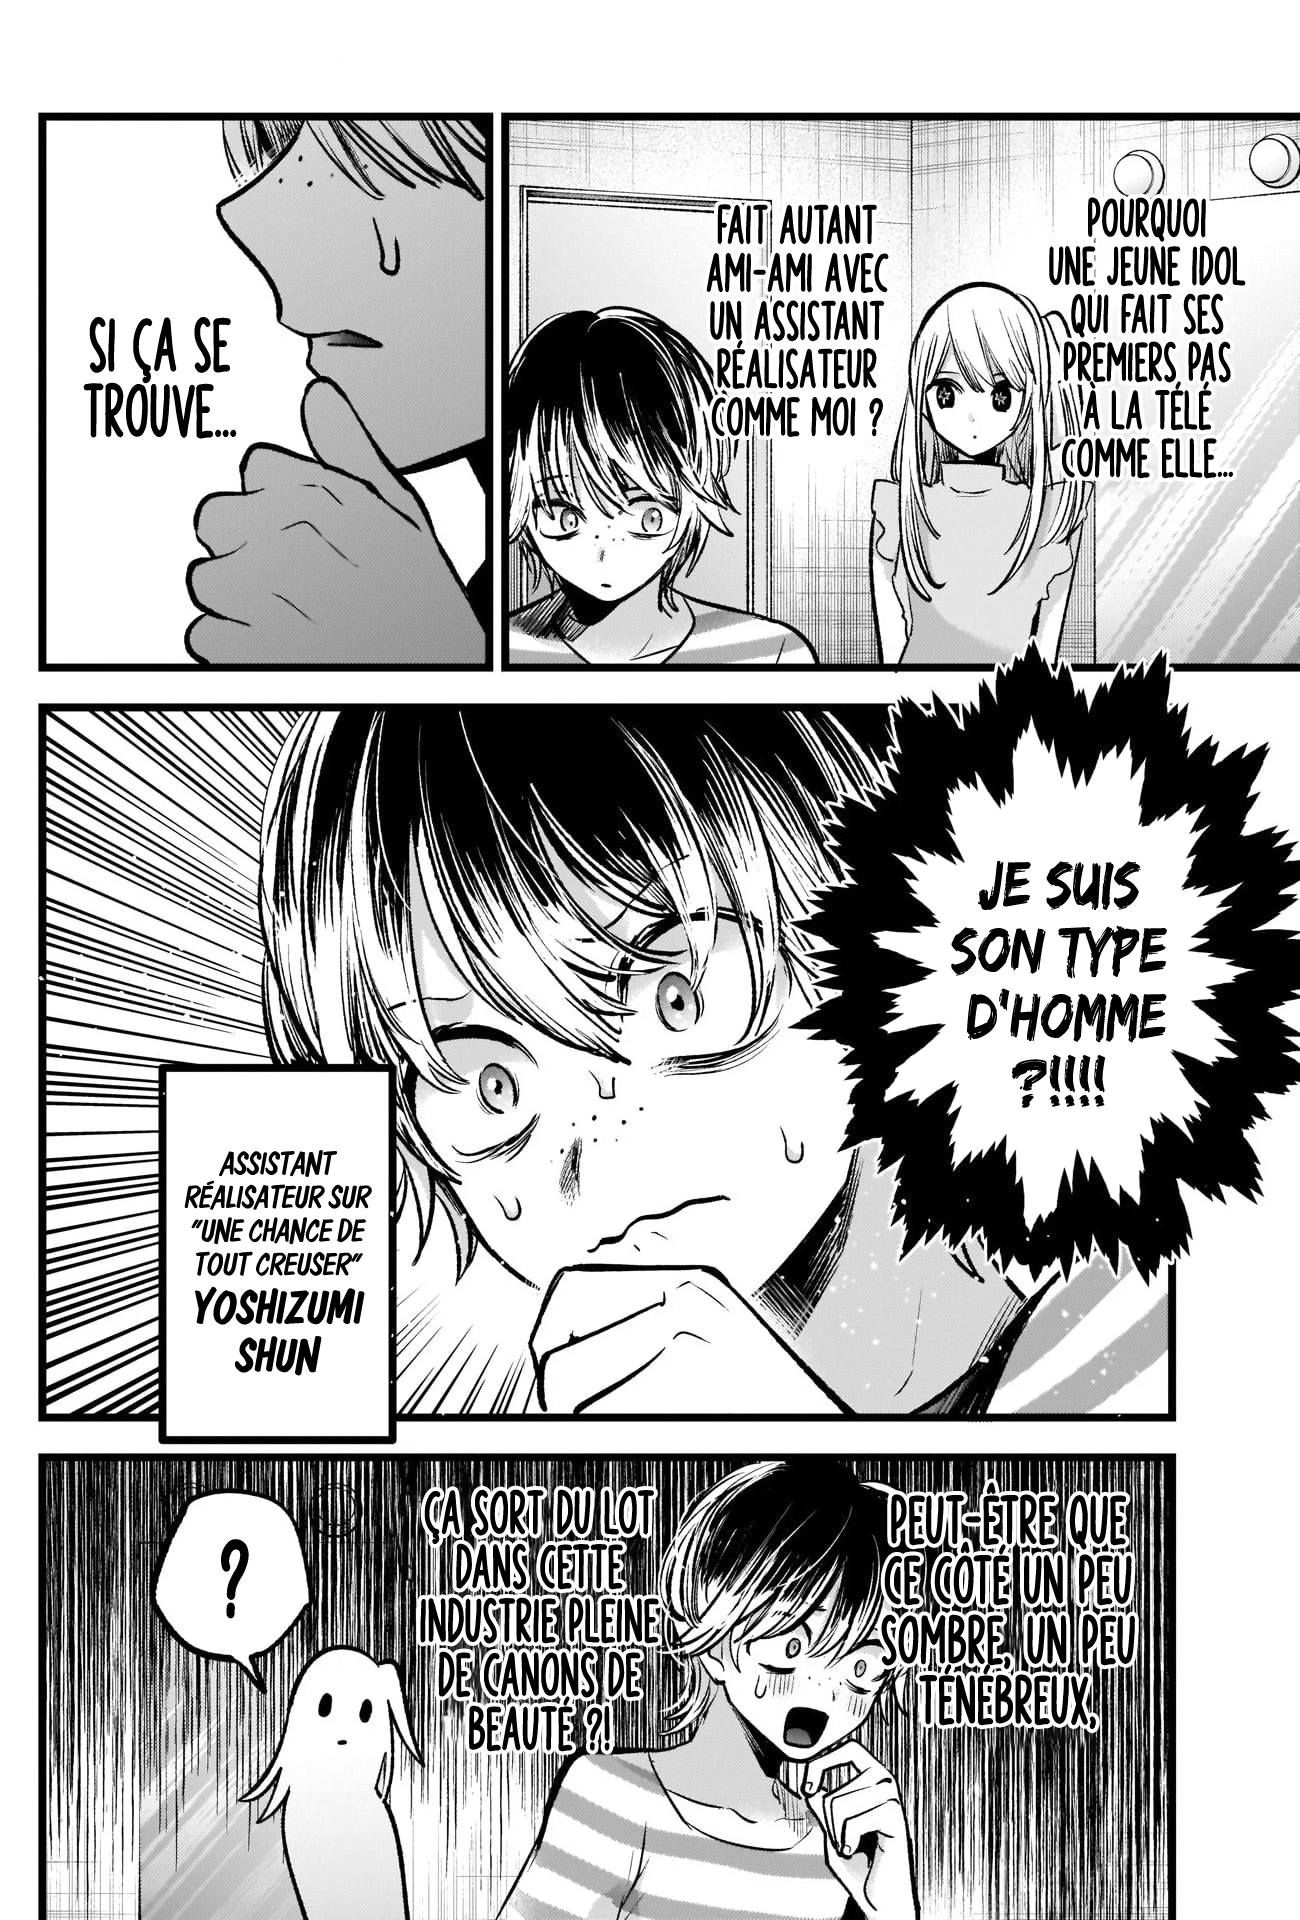 POURQUOI
UNE JEUNE IDOL
QUI FAIT SES
PREMIERS PAS
À LA TÉLÉ
COMME ELLE...
FAIT AUTANT
AMI-AMI AVEC
UN ASSISTANT
RÉALISATEUR
COMME MOI ?
SI ÇA SE
TROUVE...
JE SUIS
SON TYPE
D'HOMME
?!!!!
ASSISTANT
RÉALISATEUR SUR
"UNE CHANCE DE
TOUT CREUSER"
YOSHIZUMI
SHUN
PEUT-ÊTRE QUE
CE CÔTÉ UN PEU
SOMBRE, UN PEU
TÉNÉBREUX,
ÇA SORT DU LOT
DANS CETTE
INDUSTRIE PLEINE
DE CANONS DE
BEAUTÉ ?!
?